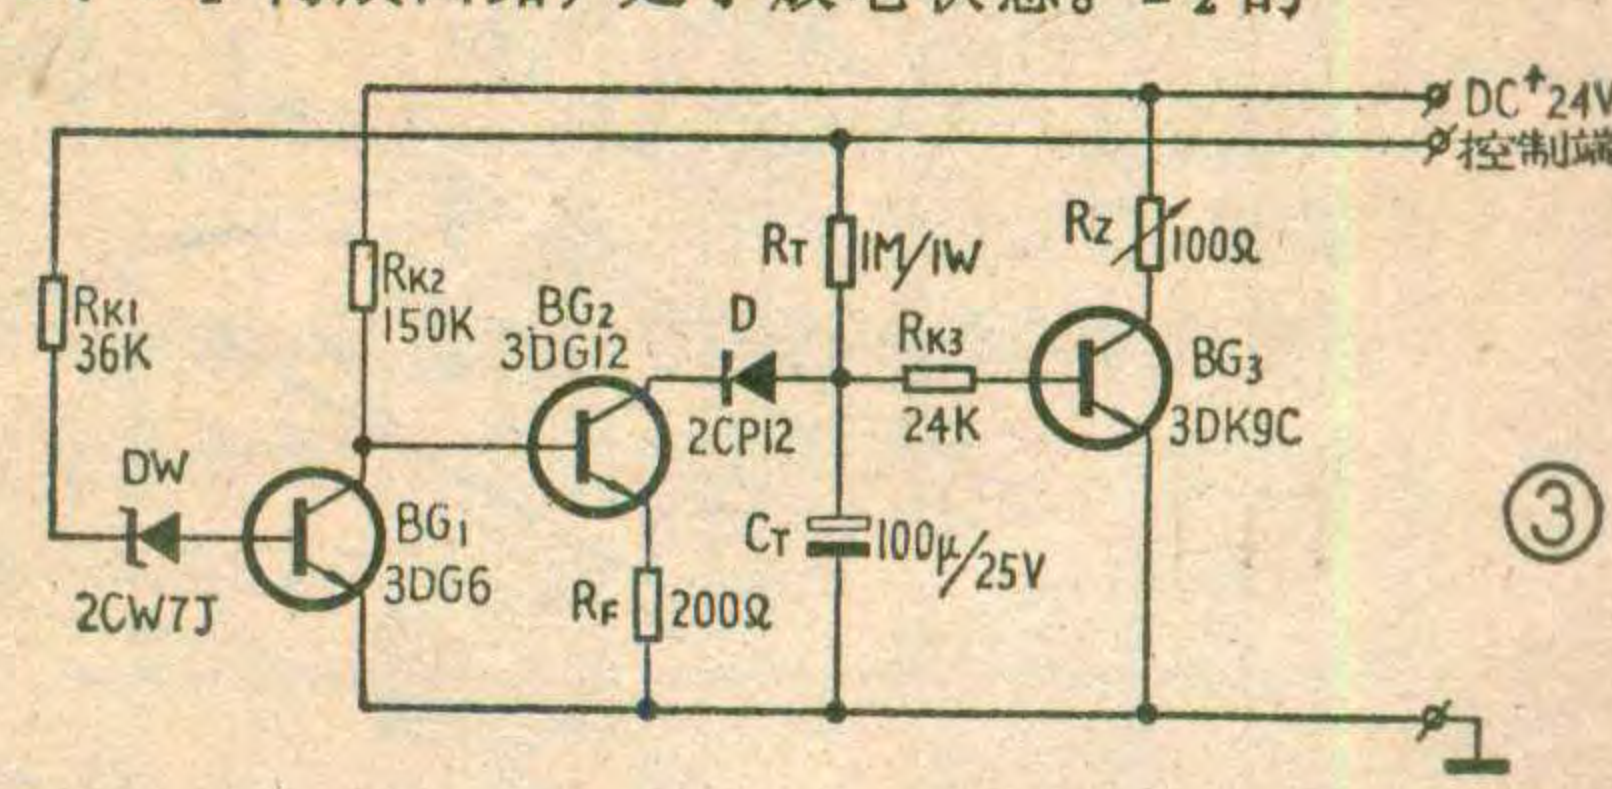 DC⁺24V
控制端
RK1
36K
RK2
150K
BG2
3DG12
D
2CP12
RT
1M/1W
RZ
100Ω
RK3
24K
BG3
3DK9C
DW
2CW7J
BG1
3DG6
RF
200Ω
CT
100μ/25V
③